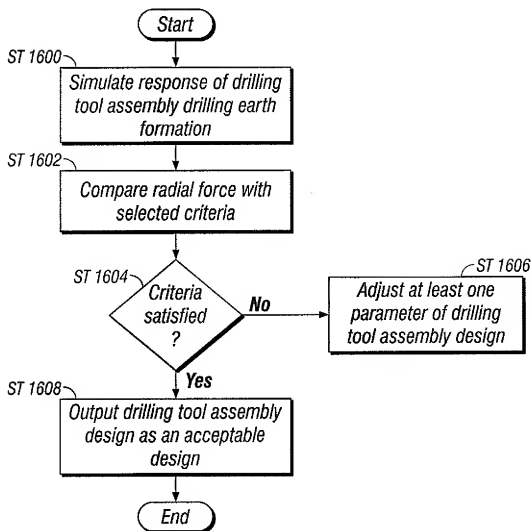 Start
ST 1600
Simulate response of drilling
tool assembly drilling earth
formation
ST 1602
Compare radial force with
selected criteria
ST 1604
Criteria
satisfied
?
No
ST 1606
Adjust at least one
parameter of drilling
tool assembly design
Yes
ST 1608
Output drilling tool assembly
design as an acceptable
design
End